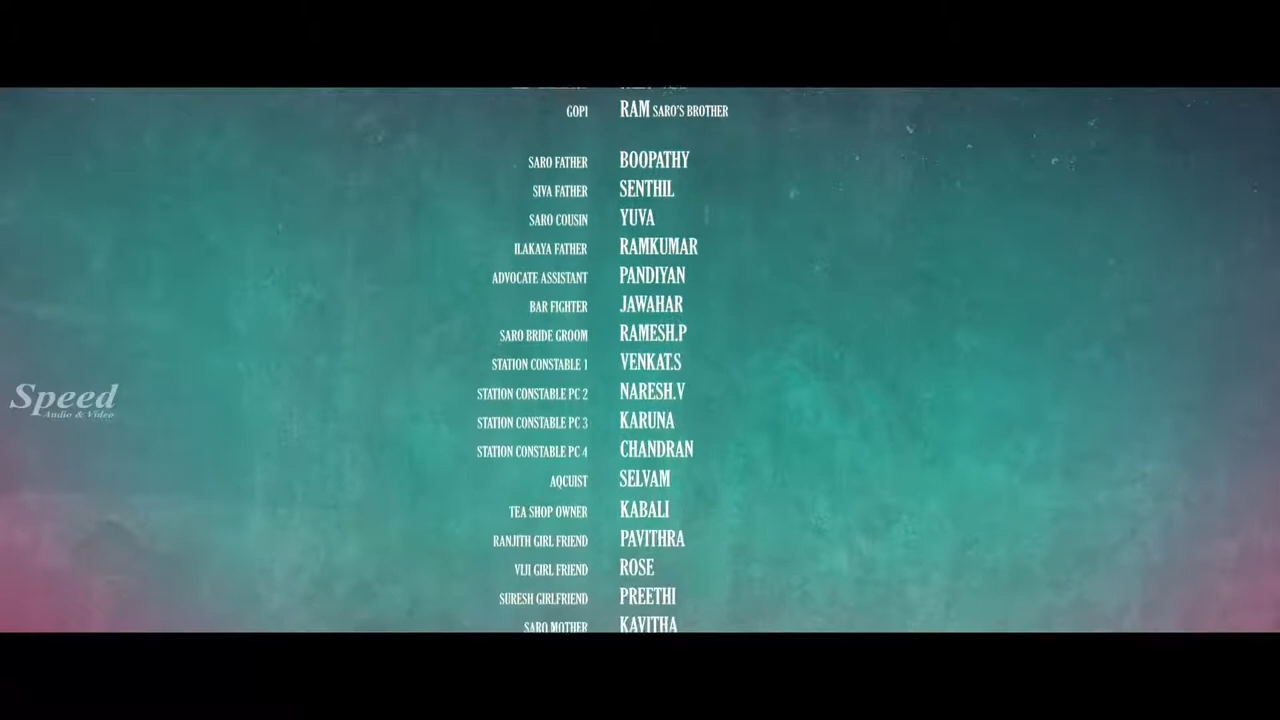 GOPI RAM SARO'S BROTHER
SARO FATHER BOOPATHY
SIVA FATHER SENTHIL
SARO COUSIN YUVA
ILAKAYA FATHER RAMKUMAR
ADVOCATE ASSISTANT PANDIYAN
BAR FIGHTER JAWAHAR
SARO BRIDE GROOM RAMESH.P
STATION CONSTABLE 1 VENKAT.S
STATION CONSTABLE PC 2 NARESH.V
STATION CONSTABLE PC 3 KARUNA
STATION CONSTABLE PC 4 CHANDRAN
AQCUIST SELVAM
TEA SHOP OWNER KABALI
RANJITH GIRL FRIEND PAVITHRA
VIJI GIRL FRIEND ROSE
SURESH GIRLFRIEND PREETHI
SARO MOTHER KAVITHA
Speed
Audio & Video